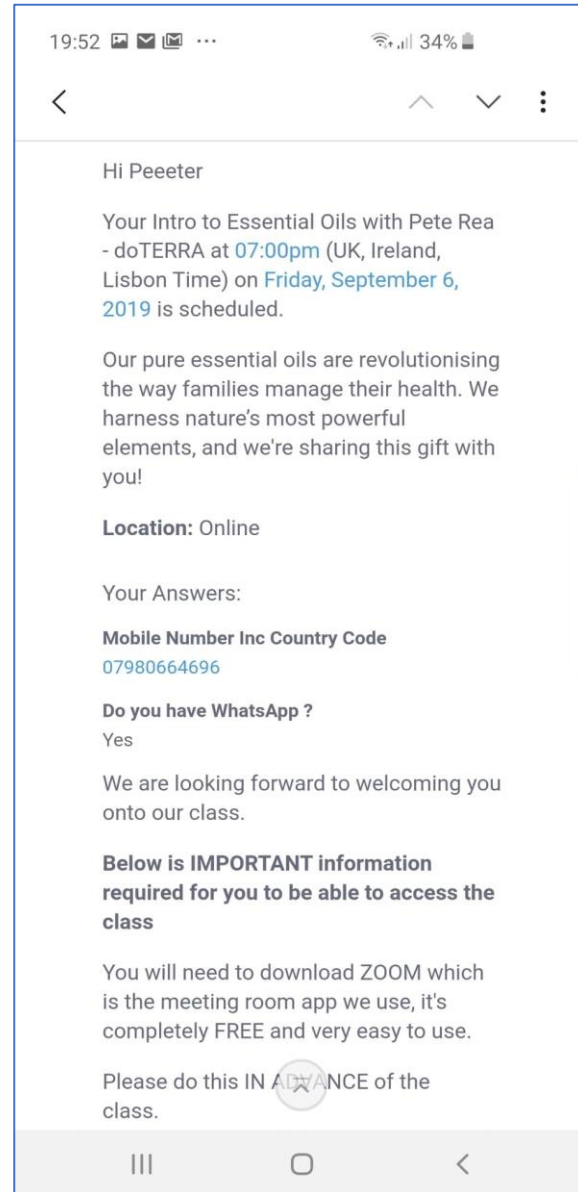 19:52 ... 34%
Hi Peeeter
Your Intro to Essential Oils with Pete Rea
- doTERRA at 07:00pm (UK, Ireland,
Lisbon Time) on Friday, September 6,
2019 is scheduled.
Our pure essential oils are revolutionising
the way families manage their health. We
harness nature's most powerful
elements, and we're sharing this gift with
you!
Location: Online
Your Answers:
Mobile Number Inc Country Code
07980664696
Do you have WhatsApp ?
Yes
We are looking forward to welcoming you
onto our class.
Below is IMPORTANT information
required for you to be able to access the
class
You will need to download ZOOM which
is the meeting room app we use, it's
completely FREE and very easy to use.
Please do this IN ADVANCE of the
class.